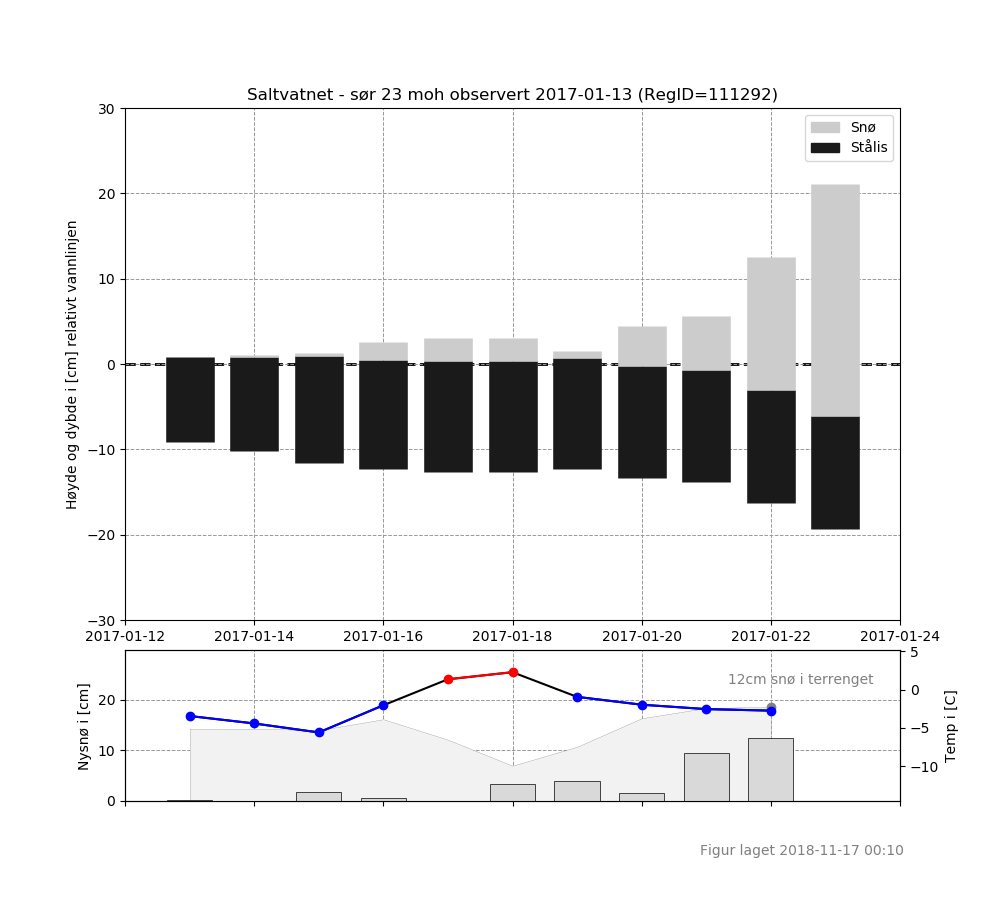 Saltvatnet - sør 23 moh observert 2017-01-13 (RegID=111292)
Snø
Stålis
Høyde og dybde i [cm] relativt vannlinjen
30
20
10
0
−10
−20
−30
2017-01-12 2017-01-14 2017-01-16 2017-01-18 2017-01-20 2017-01-22 2017-01-24
Nysnø i [cm]
20
10
0
12cm snø i terrenget
5
0
−5
−10
Temp i [C]
Figur laget 2018-11-17 00:10